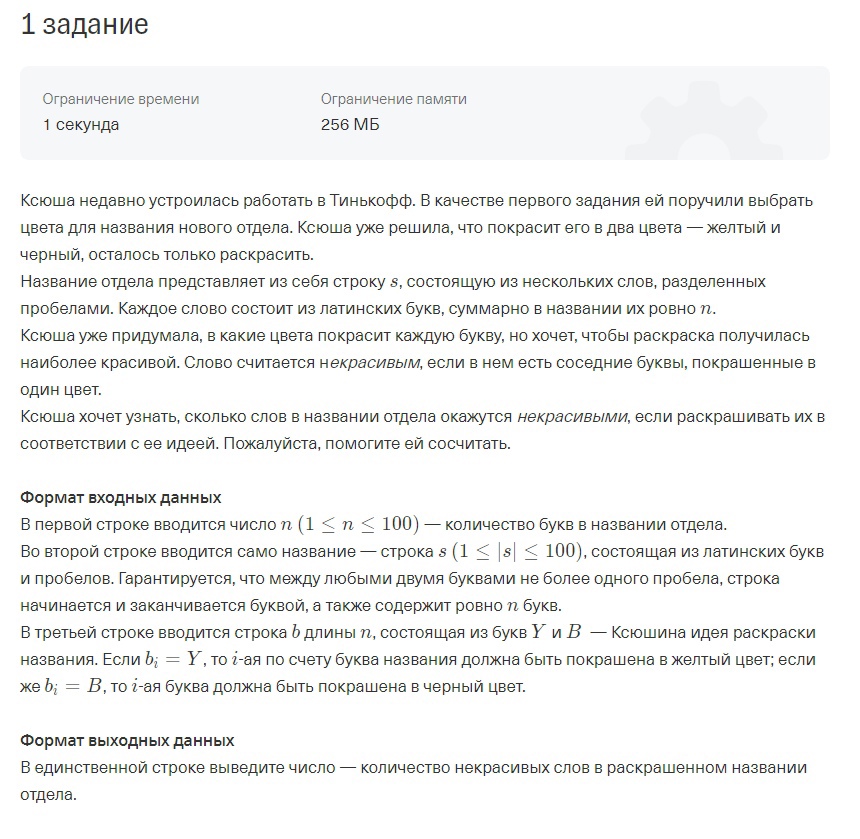 1 задание
Ограничение времени
Ограничение памяти
1 секунда
256 МБ
Ксюша недавно устроилась работать в Тинькофф. В качестве первого задания ей поручили выбрать
цвета для названия нового отдела. Ксюша уже решила, что покрасит его в два цвета — желтый и
черный, осталось только раскрасить.
Название отдела представляет из себя строку s, состоящую из нескольких слов, разделенных
пробелами. Каждое слово состоит из латинских букв, суммарно в названии их ровно n.
Ксюша уже придумала, в какие цвета покрасит каждую букву, но хочет, чтобы раскраска получилась
наиболее красивой. Слово считается некрасивым, если в нем есть соседние буквы, покрашенные в
один цвет.
Ксюша хочет узнать, сколько слов в названии отдела окажутся некрасивыми, если раскрашивать их в
соответствии с ее идеей. Пожалуйста, помогите ей сосчитать.
Формат входных данных
В первой строке вводится число n (1 ≤ n ≤ 100) — количество букв в названии отдела.
Во второй строке вводится само название — строка s (1 ≤ |s| ≤ 100), состоящая из латинских букв
и пробелов. Гарантируется, что между любыми двумя буквами не более одного пробела, строка
начинается и заканчивается буквой, а также содержит ровно n букв.
В третьей строке вводится строка b длины n, состоящая из букв Y и B — Ксюшина идея раскраски
названия. Если bᵢ = Y, то i-ая по счету буква названия должна быть покрашена в желтый цвет; если
же bᵢ = B, то i-ая буква должна быть покрашена в черный цвет.
Формат выходных данных
В единственной строке выведите число — количество некрасивых слов в раскрашенном названии
отдела.